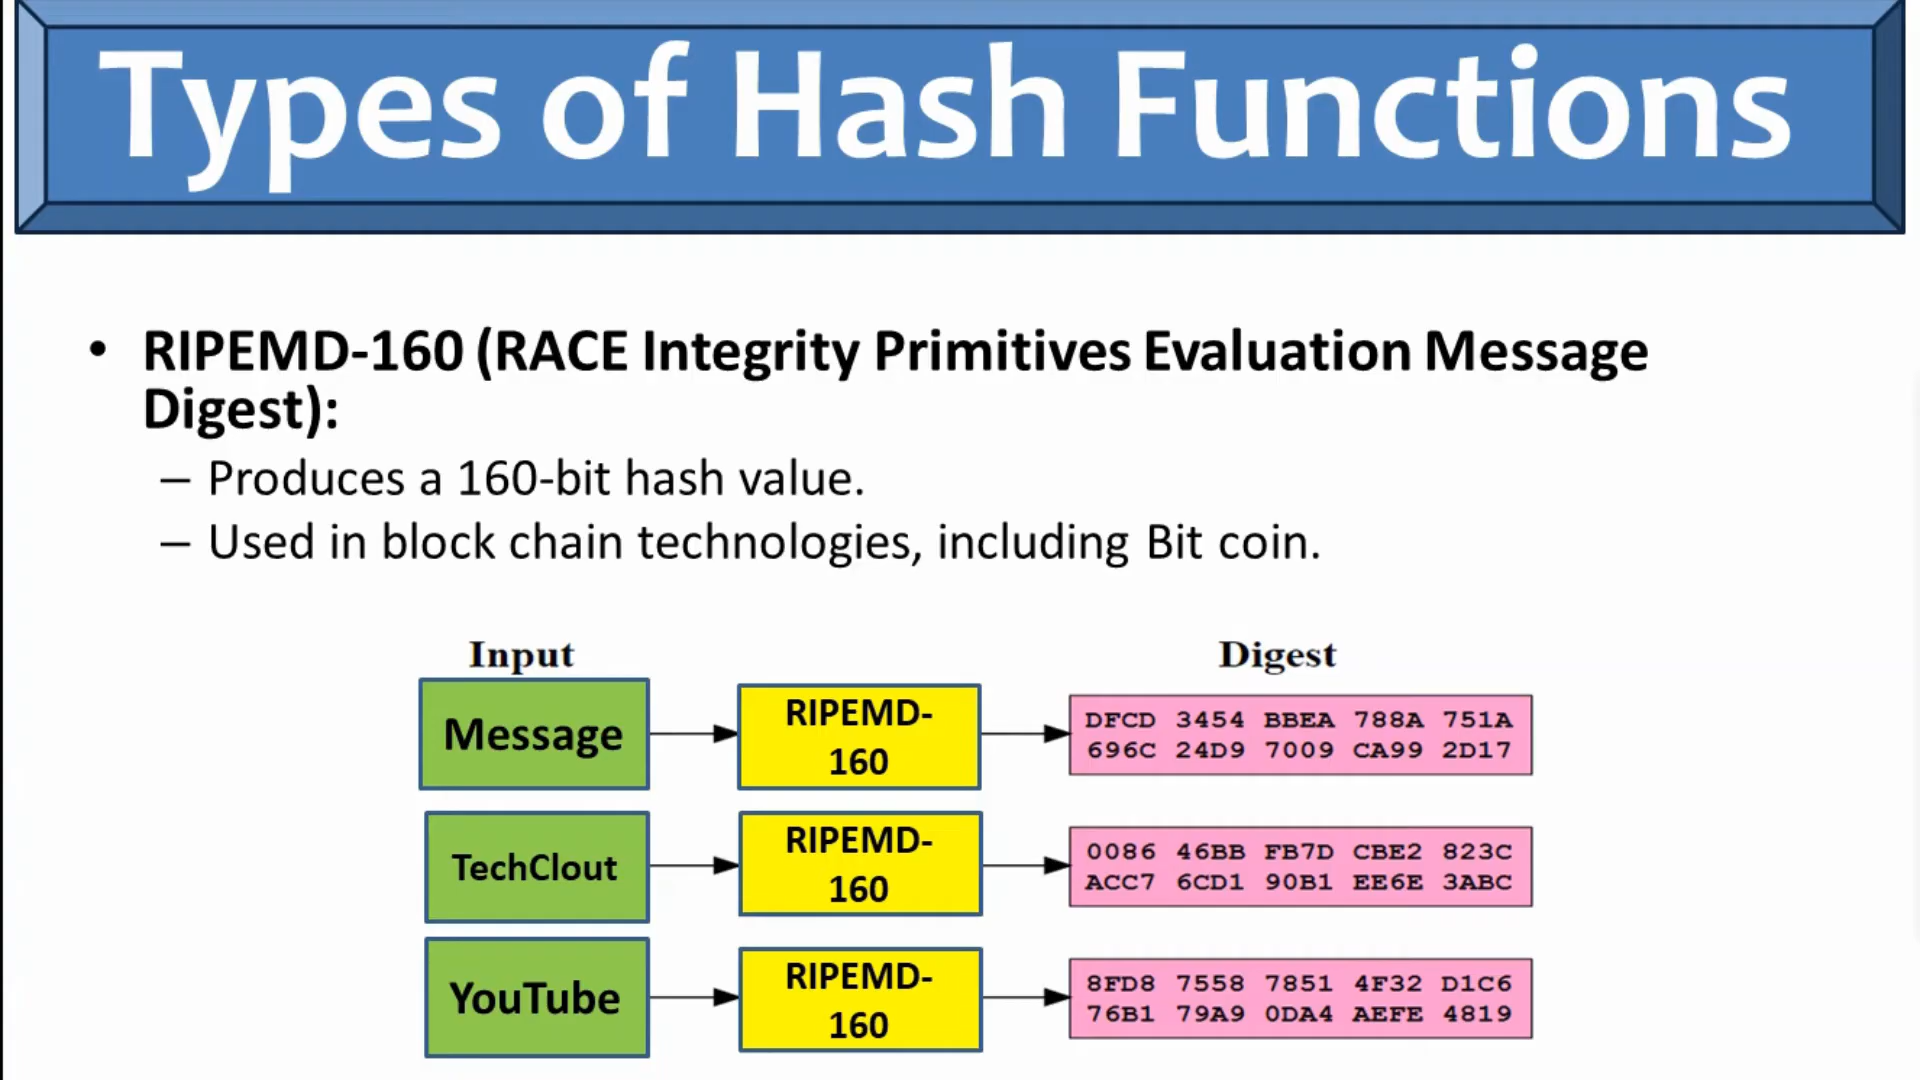 Types of Hash Functions
• RIPEMD-160 (RACE Integrity Primitives Evaluation Message
Digest):
– Produces a 160-bit hash value.
– Used in block chain technologies, including Bit coin.
Input
Digest
Message
RIPEMD-
160
DFCD 3454 BBEA 788A 751A
696C 24D9 7009 CA99 2D17
TechClout
RIPEMD-
160
0086 46BB FB7D CBE2 823C
ACC7 6CD1 90B1 EE6E 3ABC
YouTube
RIPEMD-
160
8FD8 7558 7851 4F32 D1C6
76B1 79A9 0DA4 AEFE 4819